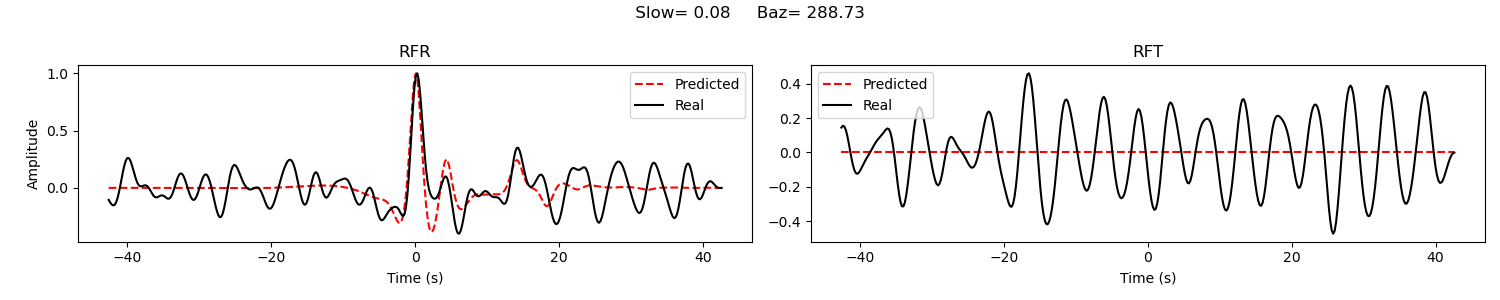 Slow= 0.08 Baz= 288.73
RFR
RFT
Amplitude
1.0
0.5
0.0
Predicted
Real
−40
−20
0
20
40
Time (s)
0.4
0.2
0.0
−0.2
−0.4
Predicted
Real
−40
−20
0
20
40
Time (s)